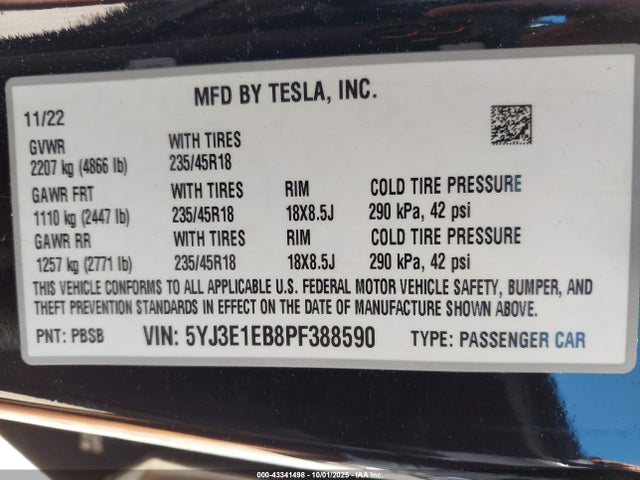 MFD BY TESLA, INC.
11/22
GVWR WITH TIRES
2207 kg (4866 lb) 235/45R18
GAWR FRT WITH TIRES RIM COLD TIRE PRESSURE
1110 kg (2447 lb) 235/45R18 18X8.5J 290 kPa, 42 psi
GAWR RR WITH TIRES RIM COLD TIRE PRESSURE
1257 kg (2771 lb) 235/45R18 18X8.5J 290 kPa, 42 psi
THIS VEHICLE CONFORMS TO ALL APPLICABLE U.S. FEDERAL MOTOR VEHICLE SAFETY, BUMPER, AND
THEFT PREVENTION STANDARDS IN EFFECT ON THE DATE OF MANUFACTURE SHOWN ABOVE.
PNT: PBSB VIN: 5YJ3E1EB8PF388590 TYPE: PASSENGER CAR
000-43341498 - 10/01/2025 - IAAI.COM